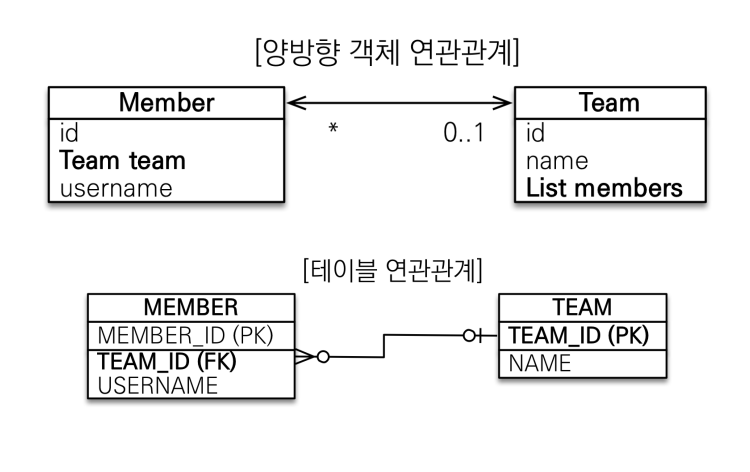 [양방향 객체 연관관계]
Member
id
Team team
username
*
0..1
Team
id
name
List members
[테이블 연관관계]
MEMBER
MEMBER_ID (PK)
TEAM_ID (FK)
USERNAME
TEAM
TEAM_ID (PK)
NAME